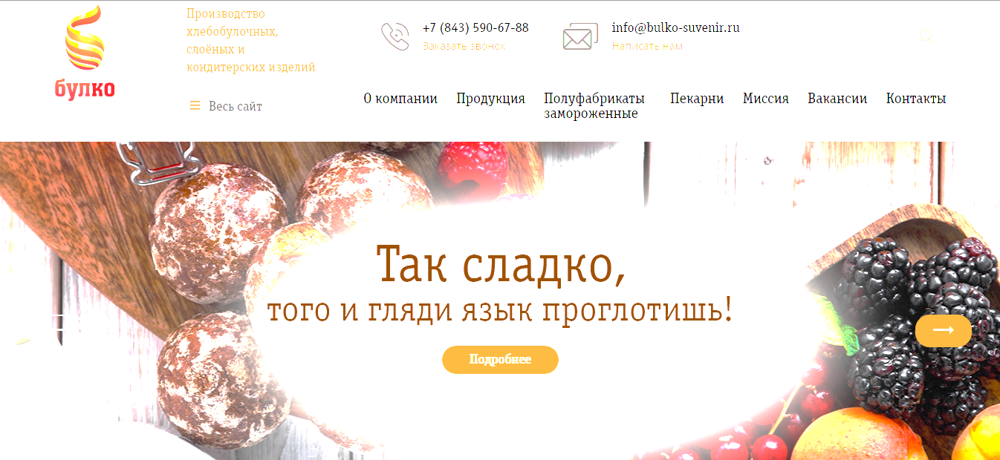 булко
Производство
хлебобулочных,
слоёных и
кондитерских изделий
Весь сайт
+7 (843) 590-67-88
Заказать звонок
info@bulko-suvenir.ru
Написать нам
О компании
Продукция
Полуфабрикаты
замороженные
Пекарни
Миссия
Вакансии
Контакты
Так сладко,
того и гляди язык проглотишь!
Подробнее